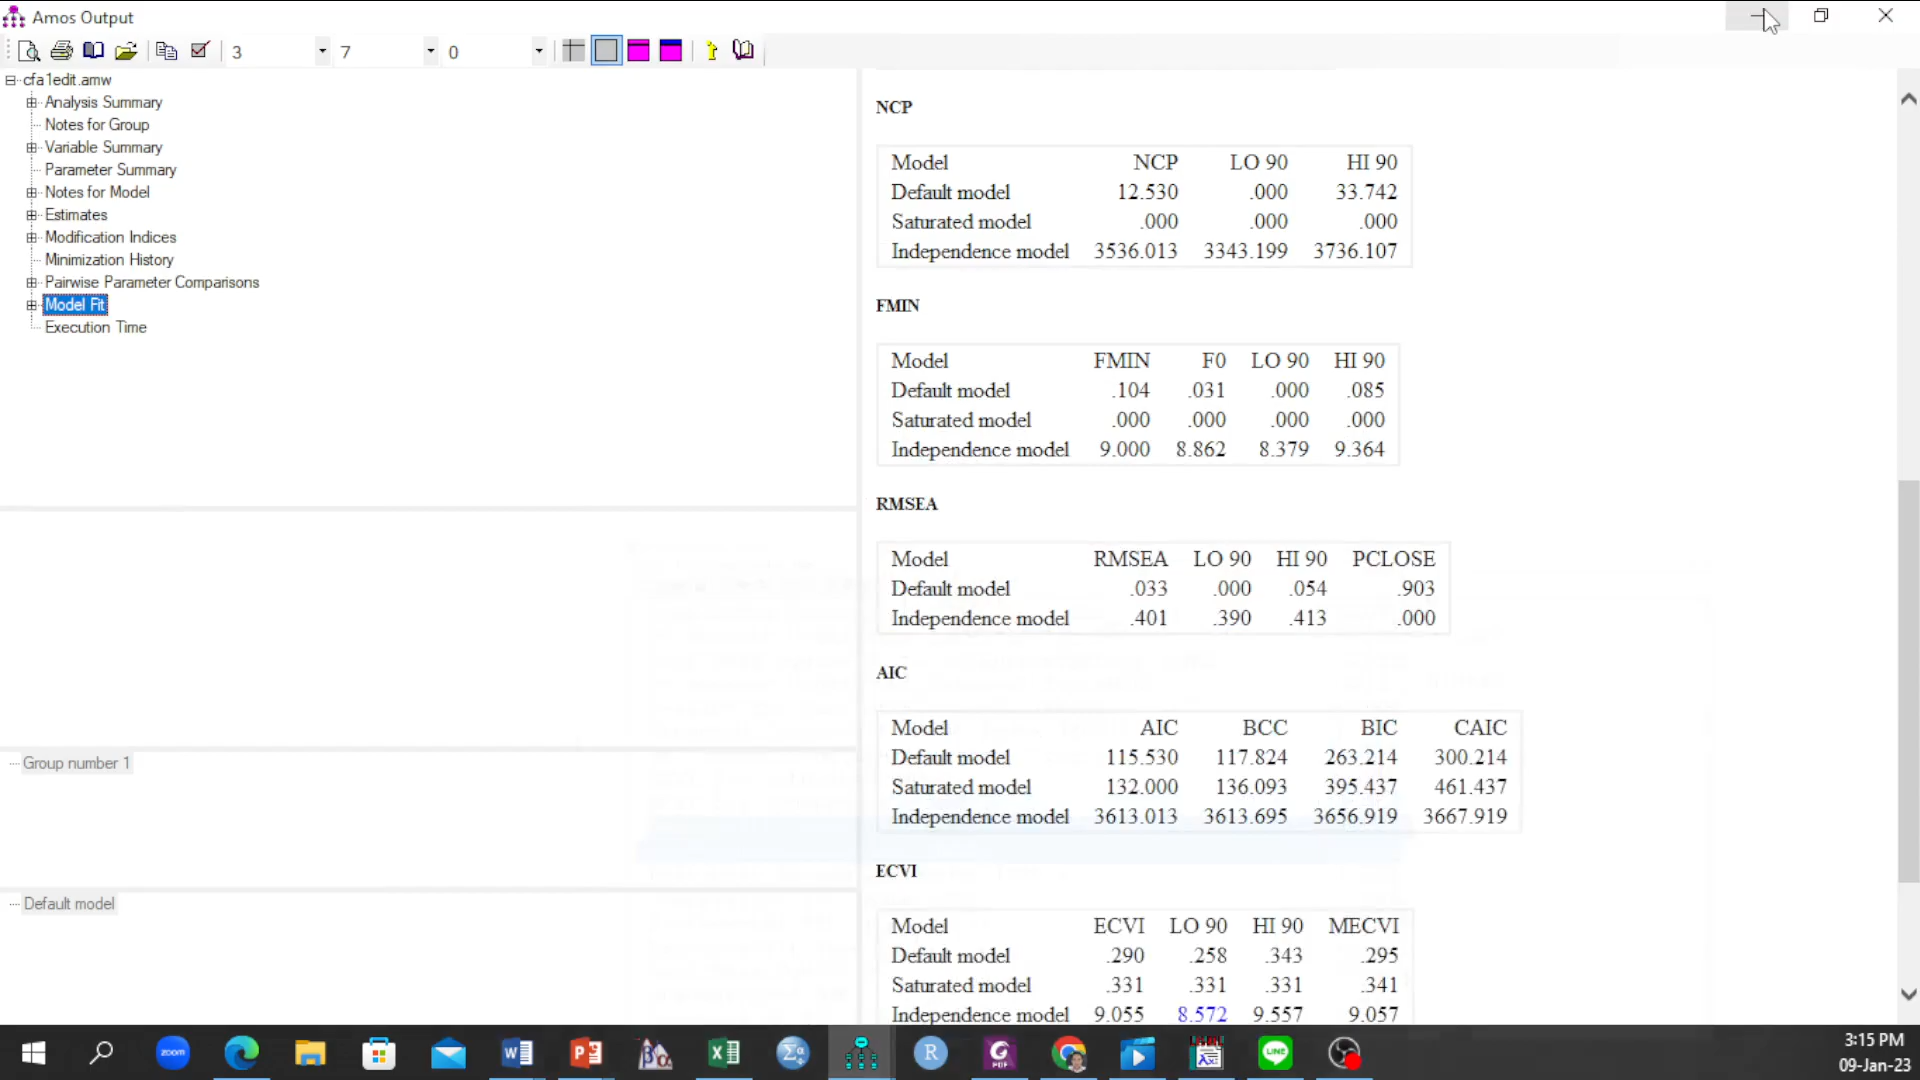 Amos Output
3 7 0
cfa1edit.amw
Analysis Summary
Notes for Group
Variable Summary
Parameter Summary
Notes for Model
Estimates
Modification Indices
Minimization History
Pairwise Parameter Comparisons
Model Fit
Execution Time
Group number 1
Default model
NCP
Model NCP LO 90 HI 90
Default model 12.530 .000 33.742
Saturated model .000 .000 .000
Independence model 3536.013 3343.199 3736.107
FMIN
Model FMIN F0 LO 90 HI 90
Default model .104 .031 .000 .085
Saturated model .000 .000 .000 .000
Independence model 9.000 8.862 8.379 9.364
RMSEA
Model RMSEA LO 90 HI 90 PCLOSE
Default model .033 .000 .054 .903
Independence model .401 .390 .413 .000
AIC
Model AIC BCC BIC CAIC
Default model 115.530 117.824 263.214 300.214
Saturated model 132.000 136.093 395.437 461.437
Independence model 3613.013 3613.695 3656.919 3667.919
ECVI
Model ECVI LO 90 HI 90 MECVI
Default model .290 .258 .343 .295
Saturated model .331 .331 .331 .341
Independence model 9.055 8.572 9.557 9.057
zoom
LINE
3:15 PM
09-Jan-23